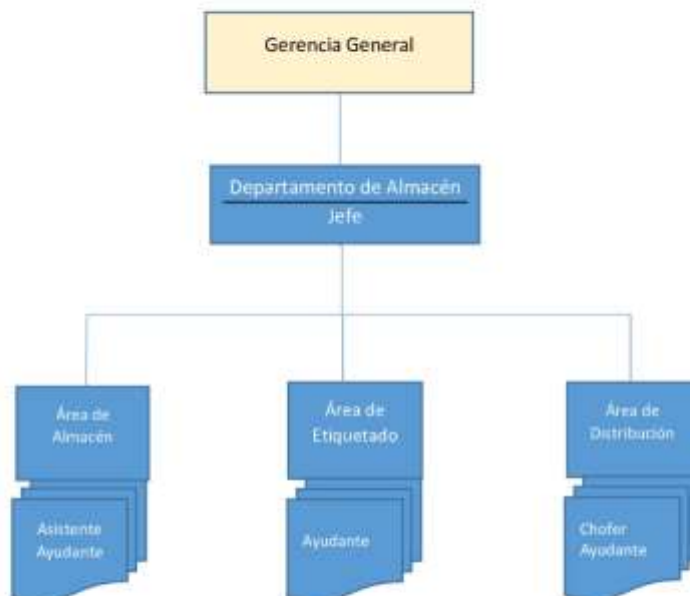 Gerencia General
Departamento de Almacén
Jefe
Área de
Almacén
Área de
Etiquetado
Área de
Distribución
Asistente
Ayudante
Ayudante
Chofer
Ayudante